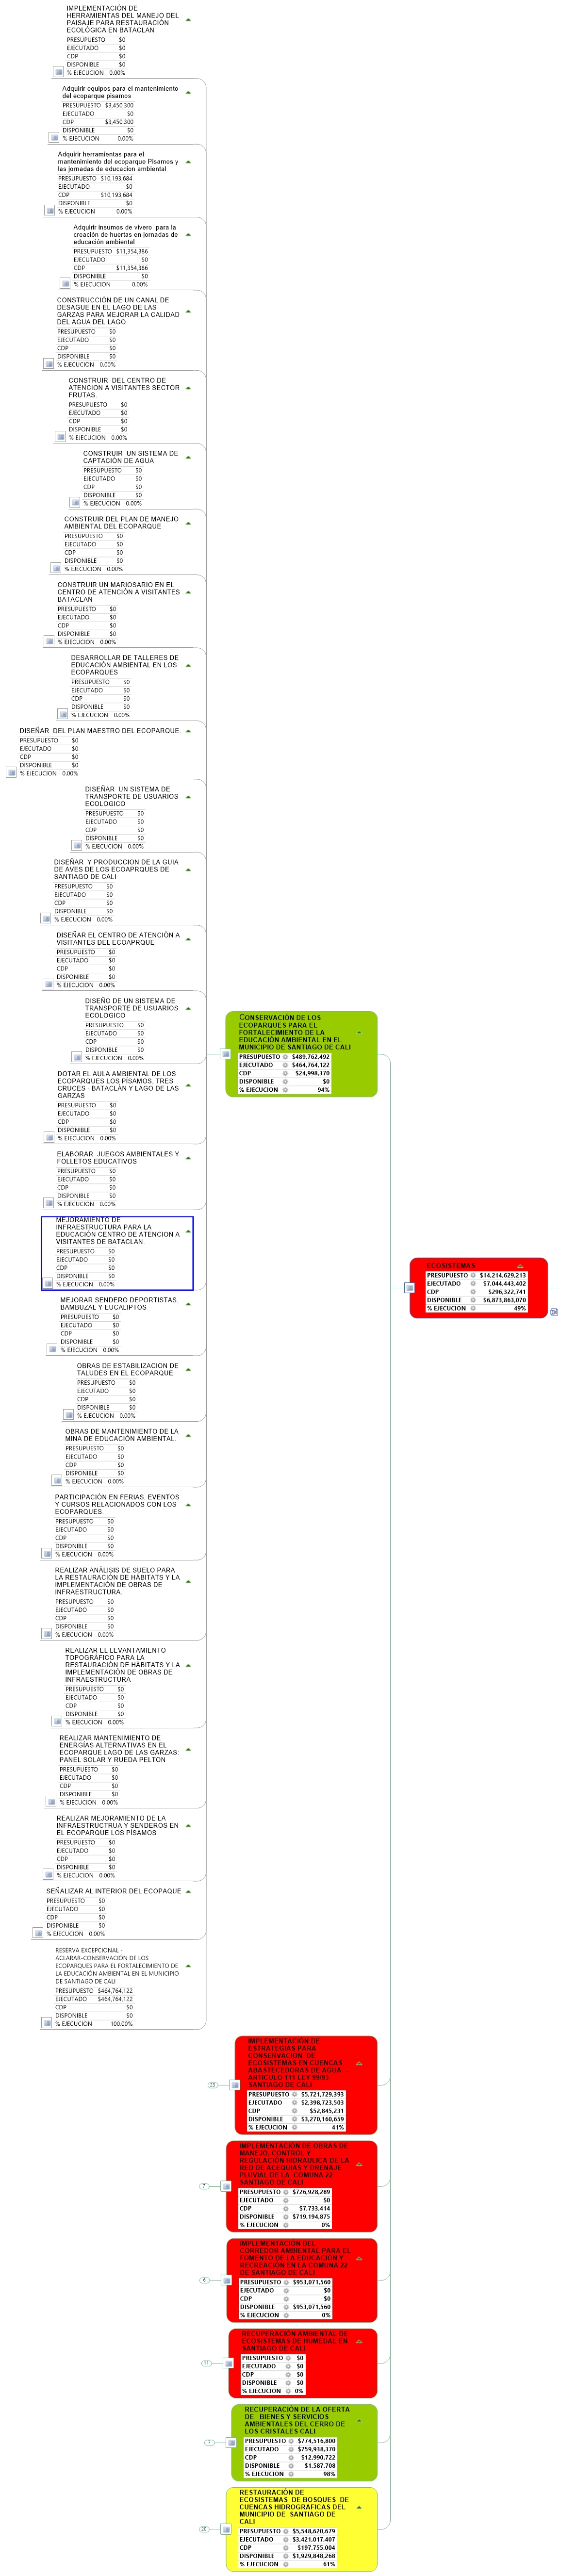 IMPLEMENTACIÓN DE
HERRAMIENTAS DEL MANEJO DEL
PAISAJE PARA RESTAURACIÓN
ECOLÓGICA EN BATACLAN
PRESUPUESTO $0
EJECUTADO $0
CDP $0
DISPONIBLE $0
% EJECUCION 0.00%
Adquirir equipos para el mantenimiento
del ecoparque pisamos
PRESUPUESTO $3,450,300
EJECUTADO $0
CDP $3,450,300
DISPONIBLE $0
% EJECUCION 0.00%
Adquirir herramientas para el
mantenimiento del ecoparque Pisamos y
las jornadas de educacion ambiental
PRESUPUESTO $10,193,684
EJECUTADO $0
CDP $10,193,684
DISPONIBLE $0
% EJECUCION 0.00%
Adquirir insumos de vivero para la
creación de huertas en jornadas de
educación ambiental
PRESUPUESTO $11,354,386
EJECUTADO $0
CDP $11,354,386
DISPONIBLE $0
% EJECUCION 0.00%
CONSTRUCCIÓN DE UN CANAL DE
DESAGUE EN EL LAGO DE LAS
GARZAS PARA MEJORAR LA CALIDAD
DEL AGUA DEL LAGO
PRESUPUESTO $0
EJECUTADO $0
CDP $0
DISPONIBLE $0
% EJECUCION 0.00%
CONSTRUIR DEL CENTRO DE
ATENCION A VISITANTES SECTOR
FRUTAS.
PRESUPUESTO $0
EJECUTADO $0
CDP $0
DISPONIBLE $0
% EJECUCION 0.00%
CONSTRUIR UN SISTEMA DE
CAPTACIÓN DE AGUA
PRESUPUESTO $0
EJECUTADO $0
CDP $0
DISPONIBLE $0
% EJECUCION 0.00%
CONSTRUIR DEL PLAN DE MANEJO
AMBIENTAL DEL ECOPARQUE
PRESUPUESTO $0
EJECUTADO $0
CDP $0
DISPONIBLE $0
% EJECUCION 0.00%
CONSTRUIR UN MARIOSARIO EN EL
CENTRO DE ATENCIÓN A VISITANTES
BATACLAN
PRESUPUESTO $0
EJECUTADO $0
CDP $0
DISPONIBLE $0
% EJECUCION 0.00%
DESARROLLAR DE TALLERES DE
EDUCACIÓN AMBIENTAL EN LOS
ECOPARQUES
PRESUPUESTO $0
EJECUTADO $0
CDP $0
DISPONIBLE $0
% EJECUCION 0.00%
DISEÑAR DEL PLAN MAESTRO DEL ECOPARQUE.
PRESUPUESTO $0
EJECUTADO $0
CDP $0
DISPONIBLE $0
% EJECUCION 0.00%
DISEÑAR UN SISTEMA DE
TRANSPORTE DE USUARIOS
ECOLOGICO
PRESUPUESTO $0
EJECUTADO $0
CDP $0
DISPONIBLE $0
% EJECUCION 0.00%
DISEÑAR Y PRODUCCION DE LA GUIA
DE AVES DE LOS ECOAPRQUES DE
SANTIAGO DE CALI
PRESUPUESTO $0
EJECUTADO $0
CDP $0
DISPONIBLE $0
% EJECUCION 0.00%
DISEÑAR EL CENTRO DE ATENCIÓN A
VISITANTES DEL ECOAPRQUE
PRESUPUESTO $0
EJECUTADO $0
CDP $0
DISPONIBLE $0
% EJECUCION 0.00%
DISEÑO DE UN SISTEMA DE
TRANSPORTE DE USUARIOS
ECOLOGICO
PRESUPUESTO $0
EJECUTADO $0
CDP $0
DISPONIBLE $0
% EJECUCION 0.00%
DOTAR EL AULA AMBIENTAL DE LOS
ECOPARQUES LOS PÍSAMOS, TRES
CRUCES - BATACLÁN Y LAGO DE LAS
GARZAS
PRESUPUESTO $0
EJECUTADO $0
CDP $0
DISPONIBLE $0
% EJECUCION 0.00%
ELABORAR JUEGOS AMBIENTALES Y
FOLLETOS EDUCATIVOS
PRESUPUESTO $0
EJECUTADO $0
CDP $0
DISPONIBLE $0
% EJECUCION 0.00%
MEJORAMIENTO DE
INFRAESTRUCTURA PARA LA
EDUCACIÓN CENTRO DE ATENCION A
VISITANTES DE BATACLAN.
PRESUPUESTO $0
EJECUTADO $0
CDP $0
DISPONIBLE $0
% EJECUCION 0.00%
MEJORAR SENDERO DEPORTISTAS,
BAMBUZAL Y EUCALIPTOS
PRESUPUESTO $0
EJECUTADO $0
CDP $0
DISPONIBLE $0
% EJECUCION 0.00%
OBRAS DE ESTABILIZACION DE
TALUDES EN EL ECOPARQUE
PRESUPUESTO $0
EJECUTADO $0
CDP $0
DISPONIBLE $0
% EJECUCION 0.00%
OBRAS DE MANTENIMIENTO DE LA
MINA DE EDUCACIÓN AMBIENTAL.
PRESUPUESTO $0
EJECUTADO $0
CDP $0
DISPONIBLE $0
% EJECUCION 0.00%
PARTICIPACIÓN EN FERIAS, EVENTOS
Y CURSOS RELACIONADOS CON LOS
ECOPARQUES.
PRESUPUESTO $0
EJECUTADO $0
CDP $0
DISPONIBLE $0
% EJECUCION 0.00%
REALIZAR ANÁLISIS DE SUELO PARA
LA RESTAURACIÓN DE HÁBITATS Y LA
IMPLEMENTACIÓN DE OBRAS DE
INFRAESTRUCTURA.
PRESUPUESTO $0
EJECUTADO $0
CDP $0
DISPONIBLE $0
% EJECUCION 0.00%
REALIZAR EL LEVANTAMIENTO
TOPOGRÁFICO PARA LA
RESTAURACIÓN DE HÁBITATS Y LA
IMPLEMENTACIÓN DE OBRAS DE
INFRAESTRUCTURA
PRESUPUESTO $0
EJECUTADO $0
CDP $0
DISPONIBLE $0
% EJECUCION 0.00%
REALIZAR MANTENIMIENTO DE
ENERGÍAS ALTERNATIVAS EN EL
ECOPARQUE LAGO DE LAS GARZAS:
PANEL SOLAR Y RUEDA PELTON
PRESUPUESTO $0
EJECUTADO $0
CDP $0
DISPONIBLE $0
% EJECUCION 0.00%
REALIZAR MEJORAMIENTO DE LA
INFRAESTRUCTRUA Y SENDEROS EN
EL ECOPARQUE LOS PÍSAMOS
PRESUPUESTO $0
EJECUTADO $0
CDP $0
DISPONIBLE $0
% EJECUCION 0.00%
SEÑALIZAR AL INTERIOR DEL ECOPAQUE
PRESUPUESTO $0
EJECUTADO $0
CDP $0
DISPONIBLE $0
% EJECUCION 0.00%
RESERVA EXCEPCIONAL -
ACLARAR-CONSERVACIÓN DE LOS
ECOPARQUES PARA EL FORTALECIMIENTO DE
LA EDUCACIÓN AMBIENTAL EN EL MUNICIPIO
DE SANTIAGO DE CALI
PRESUPUESTO $464,764,122
EJECUTADO $464,764,122
CDP $0
DISPONIBLE $0
% EJECUCION 100.00%
CONSERVACIÓN DE LOS
ECOPARQUES PARA EL
FORTALECIMIENTO DE LA
EDUCACIÓN AMBIENTAL EN EL
MUNICIPIO DE SANTIAGO DE CALI
PRESUPUESTO $489,762,492
EJECUTADO $464,764,122
CDP $24,998,370
DISPONIBLE $0
% EJECUCION 94%
ECOSISTEMAS
PRESUPUESTO $14,214,629,213
EJECUTADO $7,044,443,402
CDP $296,322,741
DISPONIBLE $6,873,863,070
% EJECUCION 49%
IMPLEMENTACIÓN DE
ESTRATEGIAS PARA
CONSERVACIÓN DE
ECOSISTEMAS EN CUENCAS
ABASTECEDORAS DE AGUA. -
ARTICULO 111 LEY 99/93
SANTIAGO DE CALI
23
PRESUPUESTO $5,721,729,393
EJECUTADO $2,398,723,503
CDP $52,845,231
DISPONIBLE $3,270,160,659
% EJECUCION 41%
IMPLEMENTACIÓN DE OBRAS DE
MANEJO, CONTROL Y
REGULACIÓN HIDRÁULICA DE LA
RED DE ACEQUIAS Y DRENAJE
PLUVIAL DE LA COMUNA 22
SANTIAGO DE CALI
7
PRESUPUESTO $726,928,289
EJECUTADO $0
CDP $7,733,414
DISPONIBLE $719,194,875
% EJECUCION 0%
IMPLEMENTACIÓN DEL
CORREDOR AMBIENTAL PARA EL
FOMENTO DE LA EDUCACIÓN Y
RECREACIÓN EN LA COMUNA 22
DE SANTIAGO DE CALI
8
PRESUPUESTO $953,071,560
EJECUTADO $0
CDP $0
DISPONIBLE $953,071,560
% EJECUCION 0%
RECUPERACIÓN AMBIENTAL DE
ECOSISTEMAS DE HUMEDAL EN
SANTIAGO DE CALI
11
PRESUPUESTO $0
EJECUTADO $0
CDP $0
DISPONIBLE $0
% EJECUCION 0%
RECUPERACIÓN DE LA OFERTA
DE BIENES Y SERVICIOS
AMBIENTALES DEL CERRO DE
LOS CRISTALES CALI
7
PRESUPUESTO $774,516,800
EJECUTADO $759,938,370
CDP $12,990,722
DISPONIBLE $1,587,708
% EJECUCION 98%
RESTAURACIÓN DE
ECOSISTEMAS DE BOSQUES DE
CUENCAS HIDROGRAFICAS DEL
MUNICIPIO DE SANTIAGO DE
CALI
20
PRESUPUESTO $5,548,620,679
EJECUTADO $3,421,017,407
CDP $197,755,004
DISPONIBLE $1,929,848,268
% EJECUCION 61%